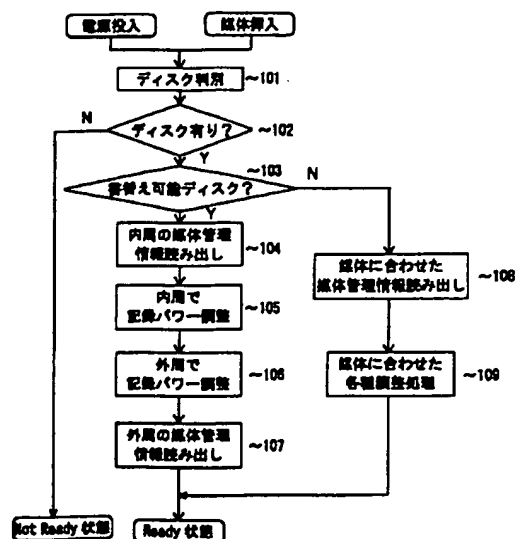 電源投入
媒体挿入
ディスク判別
~101
N
ディスク有り?
~102
Y
~103
書替え可能ディスク?
N
Y
内周の媒体管理
情報読み出し
~104
媒体に合わせた
媒体管理情報読み出し
~108
内周で
記録パワー調整
~105
外周で
記録パワー調整
~106
媒体に合わせた
各種調整処理
~109
外周の媒体管理
情報読み出し
~107
Not Ready 状態
Ready 状態